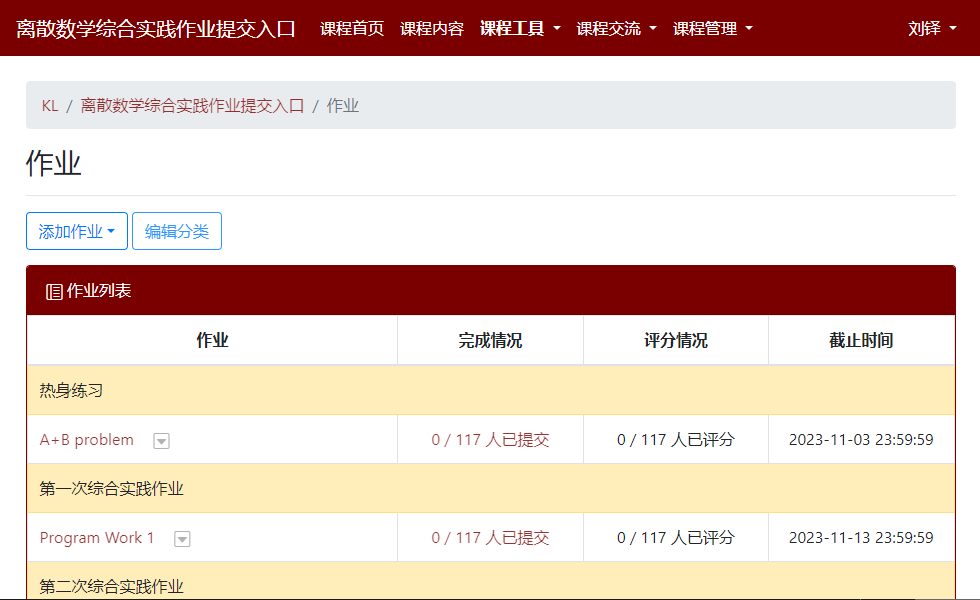 离散数学综合实践作业提交入口 课程首页 课程内容 课程工具 课程交流 课程管理 刘铎
KL / 离散数学综合实践作业提交入口 / 作业
作业
添加作业 编辑分类
作业列表
作业 完成情况 评分情况 截止时间
热身练习
A+B problem 0 / 117 人已提交 0 / 117 人已评分 2023-11-03 23:59:59
第一次综合实践作业
Program Work 1 0 / 117 人已提交 0 / 117 人已评分 2023-11-13 23:59:59
第二次综合实践作业